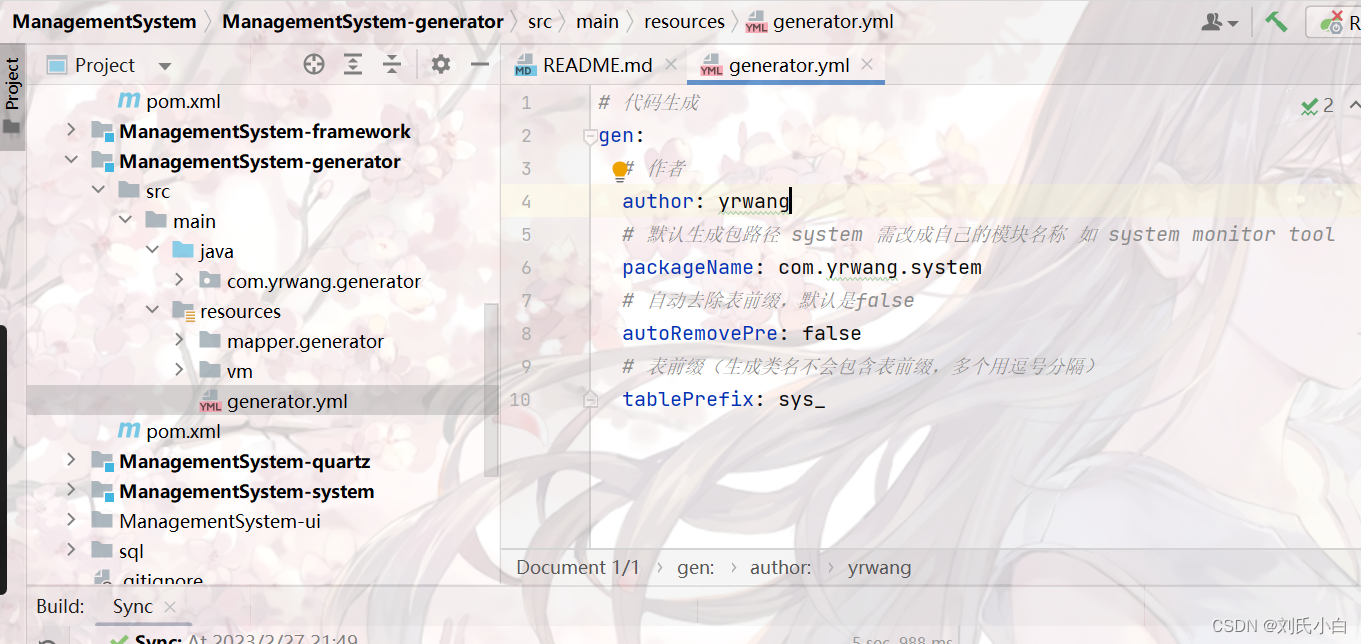 ManagementSystem ManagementSystem-generator src main resources generator.yml
Project
Project
README.md generator.yml
pom.xml
ManagementSystem-framework
ManagementSystem-generator
src
main
java
com.yrwang.generator
resources
mapper.generator
vm
generator.yml
pom.xml
ManagementSystem-quartz
ManagementSystem-system
ManagementSystem-ui
sql
.gitignore
1 # 代码生成
2 gen:
3 # 作者
4 author: yrwang
5 # 默认生成包路径 system 需改成自己的模块名称 如 system monitor tool
6 packageName: com.yrwang.system
7 # 自动去除表前缀，默认是false
8 autoRemovePre: false
9 # 表前缀（生成类名不会包含表前缀，多个用逗号分隔）
10 tablePrefix: sys_
2
Document 1/1 gen: author: yrwang
Build: Sync
Sync: At 2023/2/27 21:49 5 sec, 988 ms
CSDN @刘氏小白